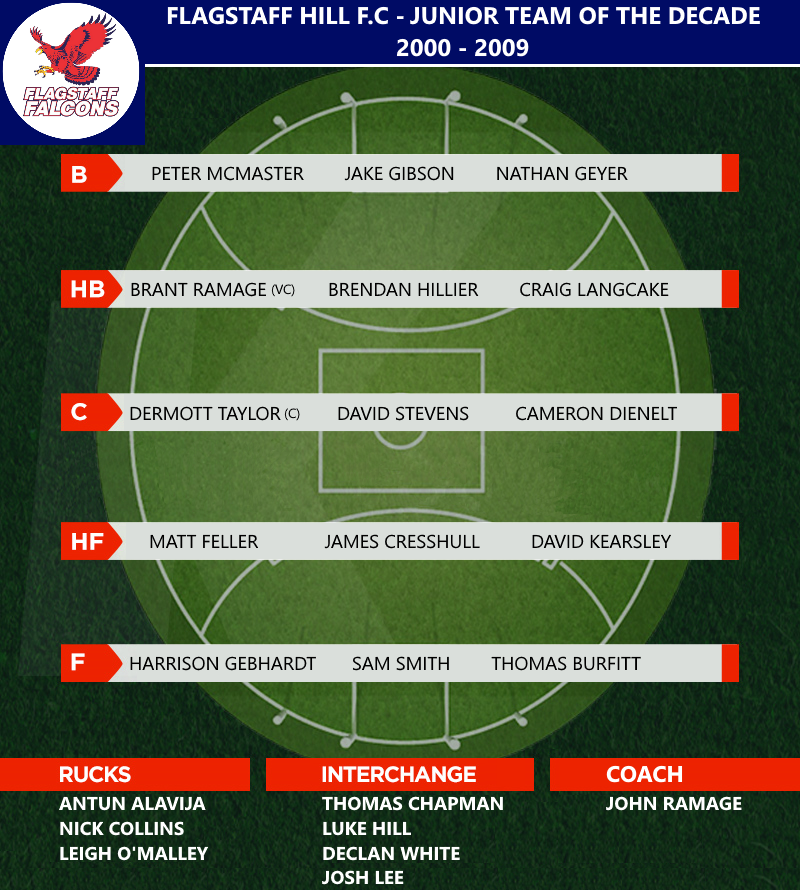 FLAGSTAFF HILL F.C - JUNIOR TEAM OF THE DECADE
2000 - 2009
FLAGSTAFF
FALCONS
B PETER MCMASTER JAKE GIBSON NATHAN GEYER
HB BRANT RAMAGE (VC) BRENDAN HILLIER CRAIG LANGCAKE
C DERMOTT TAYLOR (C) DAVID STEVENS CAMERON DIENELT
HF MATT FELLER JAMES CRESSHULL DAVID KEARSLEY
F HARRISON GEBHARDT SAM SMITH THOMAS BURFITT
RUCKS
ANTUN ALAVIJA
NICK COLLINS
LEIGH O'MALLEY
INTERCHANGE
THOMAS CHAPMAN
LUKE HILL
DECLAN WHITE
JOSH LEE
COACH
JOHN RAMAGE